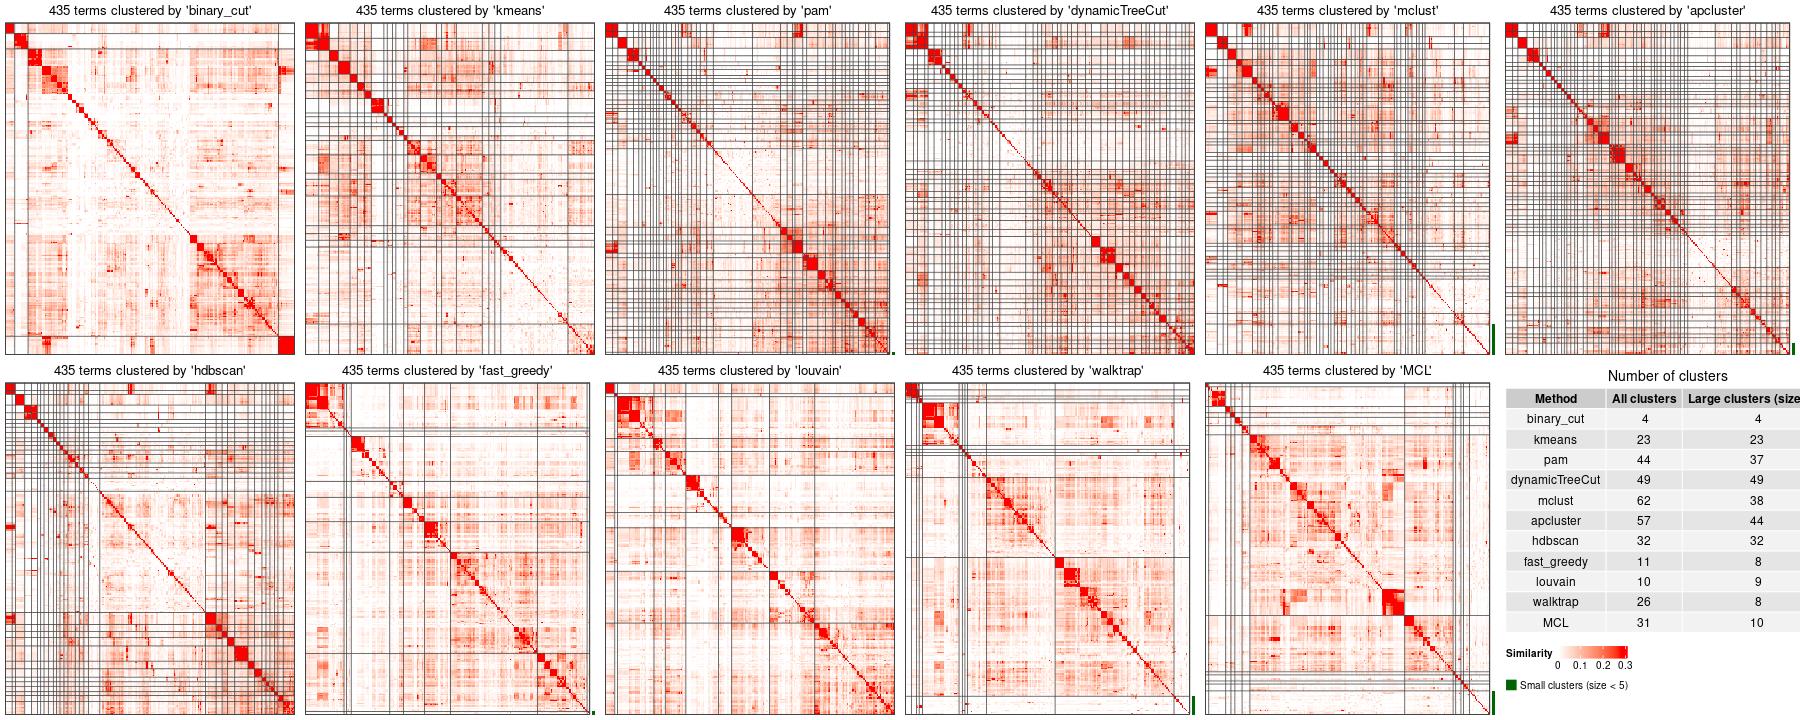 435 terms clustered by 'binary_cut'
435 terms clustered by 'kmeans'
435 terms clustered by 'pam'
435 terms clustered by 'dynamicTreeCut'
435 terms clustered by 'mclust'
435 terms clustered by 'apcluster'
435 terms clustered by 'hdbscan'
435 terms clustered by 'fast_greedy'
435 terms clustered by 'louvain'
435 terms clustered by 'walktrap'
435 terms clustered by 'MCL'
Number of clusters
Method All clusters Large clusters (size
binary_cut 4 4
kmeans 23 23
pam 44 37
dynamicTreeCut 49 49
mclust 62 38
apcluster 57 44
hdbscan 32 32
fast_greedy 11 8
louvain 10 9
walktrap 26 8
MCL 31 10
Similarity
0 0.1 0.2 0.3
Small clusters (size < 5)